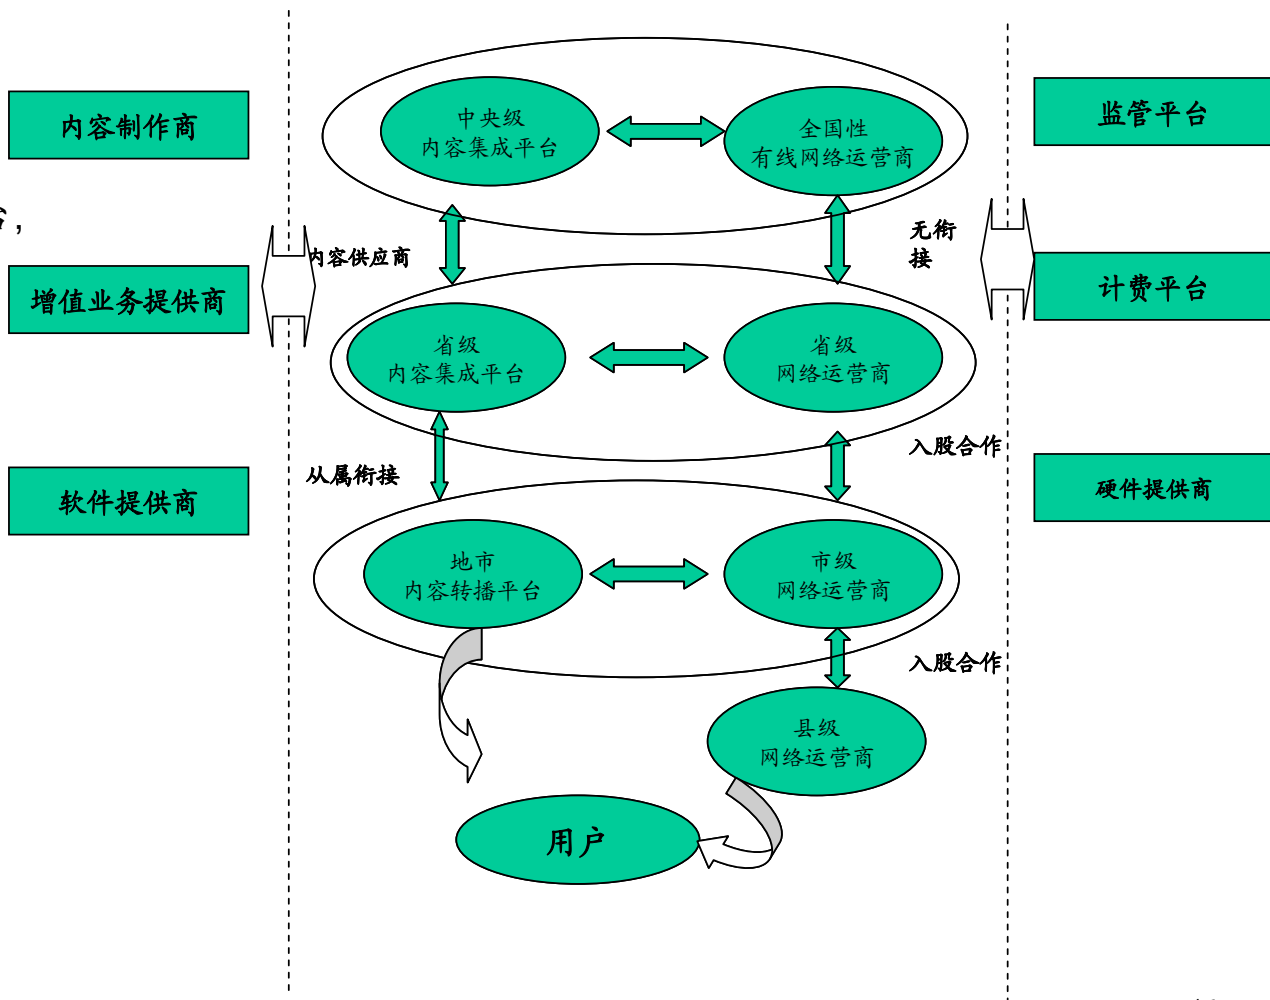 内容制作商
增值业务提供商
软件提供商
中央级
内容集成平台
全国性
有线网络运营商
内容供应商
无衔
接
省级
内容集成平台
省级
网络运营商
从属衔接
入股合作
地市
内容转播平台
市级
网络运营商
入股合作
县级
网络运营商
用户
监管平台
计费平台
硬件提供商